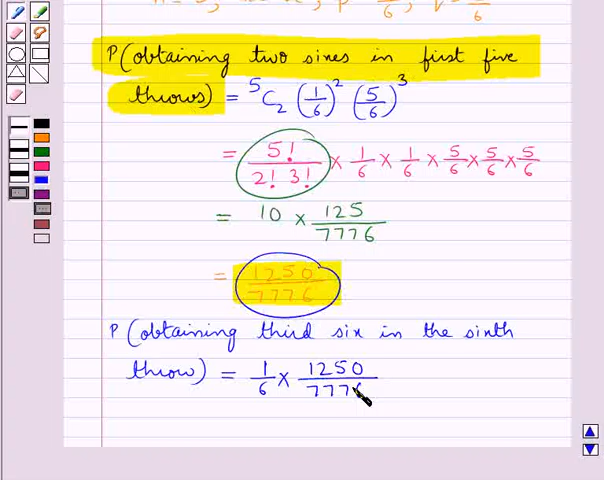 P(obtaining two sixes in first five
throws) = ⁵C₂ (1/6)² (5/6)³
= 5!/2! 3! × 1/6 × 1/6 × 5/6 × 5/6 × 5/6
= 10 × 125/7776
= 1250/7776
P(obtaining third six in the sixth
throw) = 1/6 × 1250/7776